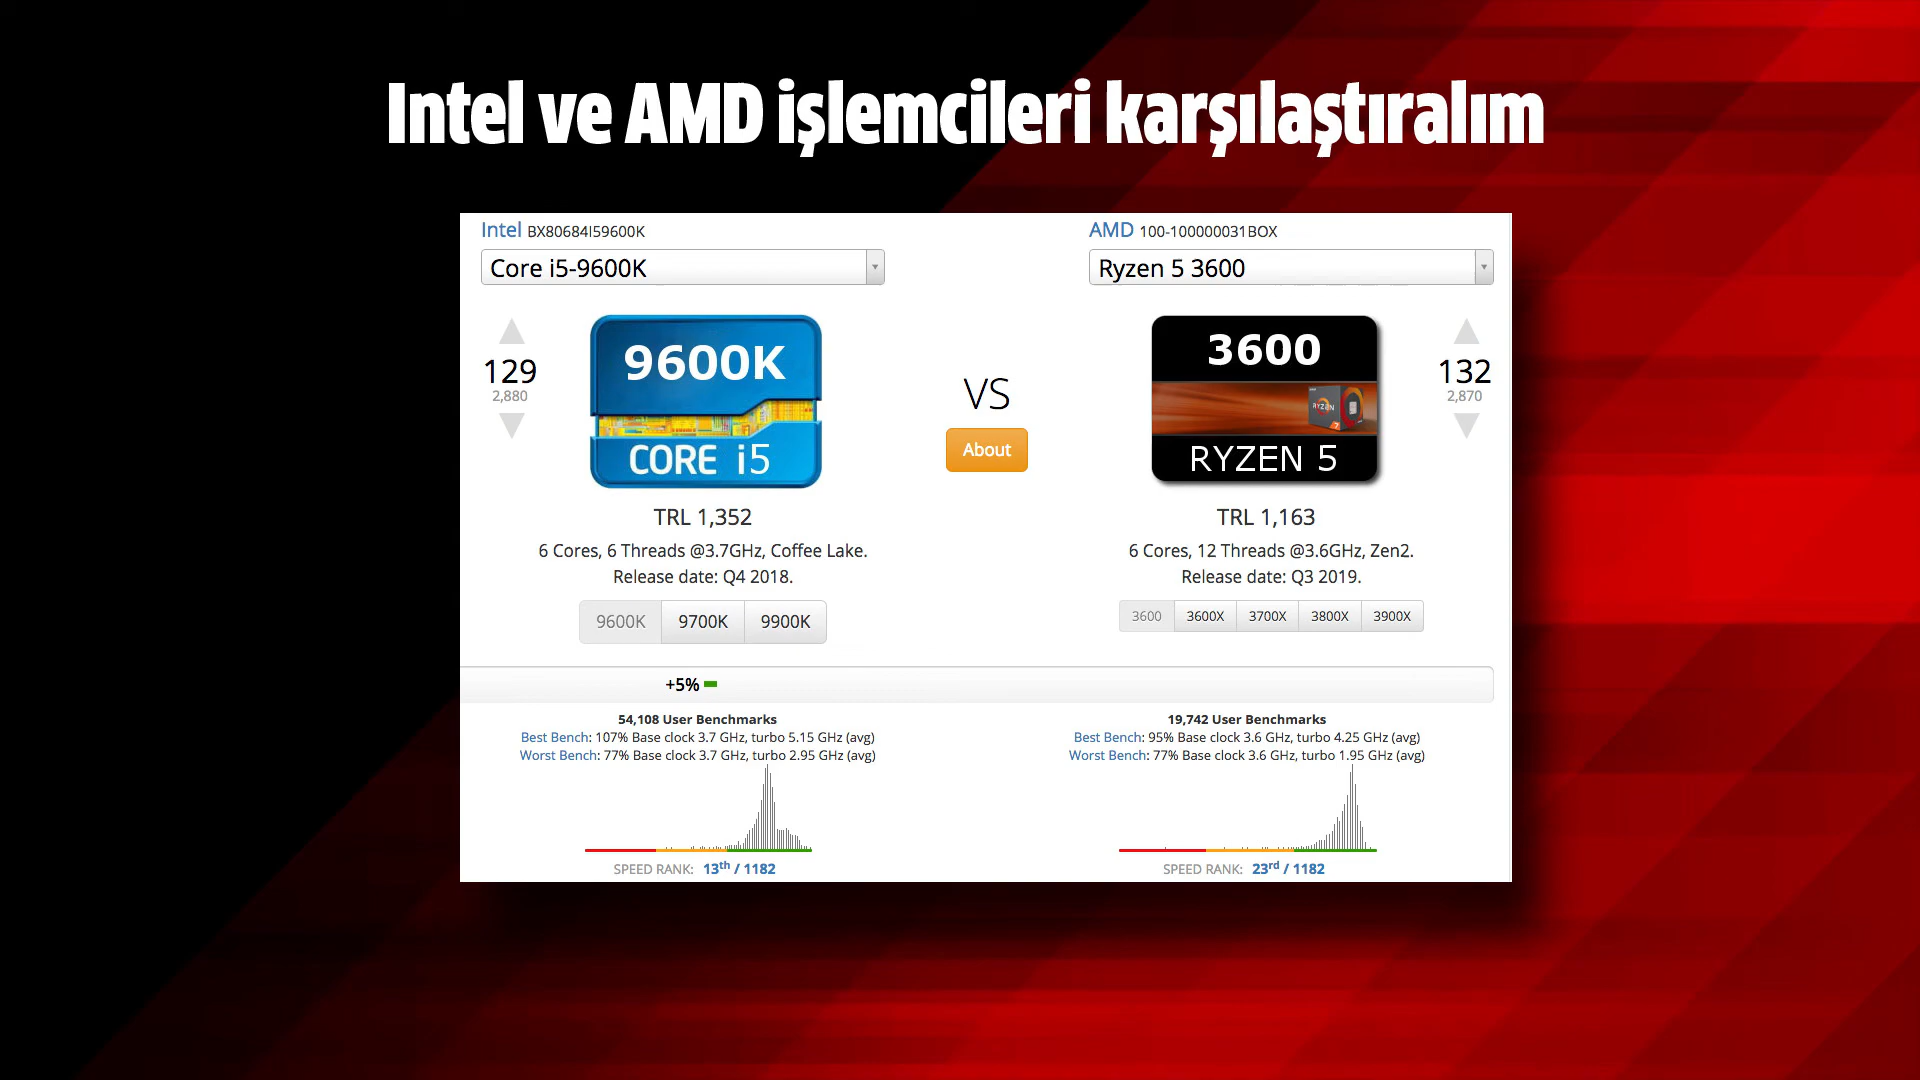 Intel ve AMD işlemcileri karşılaştıralım
Intel BX80684I59600K
Core i5-9600K
129
2,880
9600K
CORE i5
TRL 1,352
6 Cores, 6 Threads @3.7GHz, Coffee Lake.
Release date: Q4 2018.
9600K 9700K 9900K
VS
About
AMD 100-100000031BOX
Ryzen 5 3600
132
2,870
3600
RYZEN
7
RYZEN 5
TRL 1,163
6 Cores, 12 Threads @3.6GHz, Zen2.
Release date: Q3 2019.
3600 3600X 3700X 3800X 3900X
+5%
54,108 User Benchmarks
Best Bench: 107% Base clock 3.7 GHz, turbo 5.15 GHz (avg)
Worst Bench: 77% Base clock 3.7 GHz, turbo 2.95 GHz (avg)
SPEED RANK: 13th / 1182
19,742 User Benchmarks
Best Bench: 95% Base clock 3.6 GHz, turbo 4.25 GHz (avg)
Worst Bench: 77% Base clock 3.6 GHz, turbo 1.95 GHz (avg)
SPEED RANK: 23rd / 1182